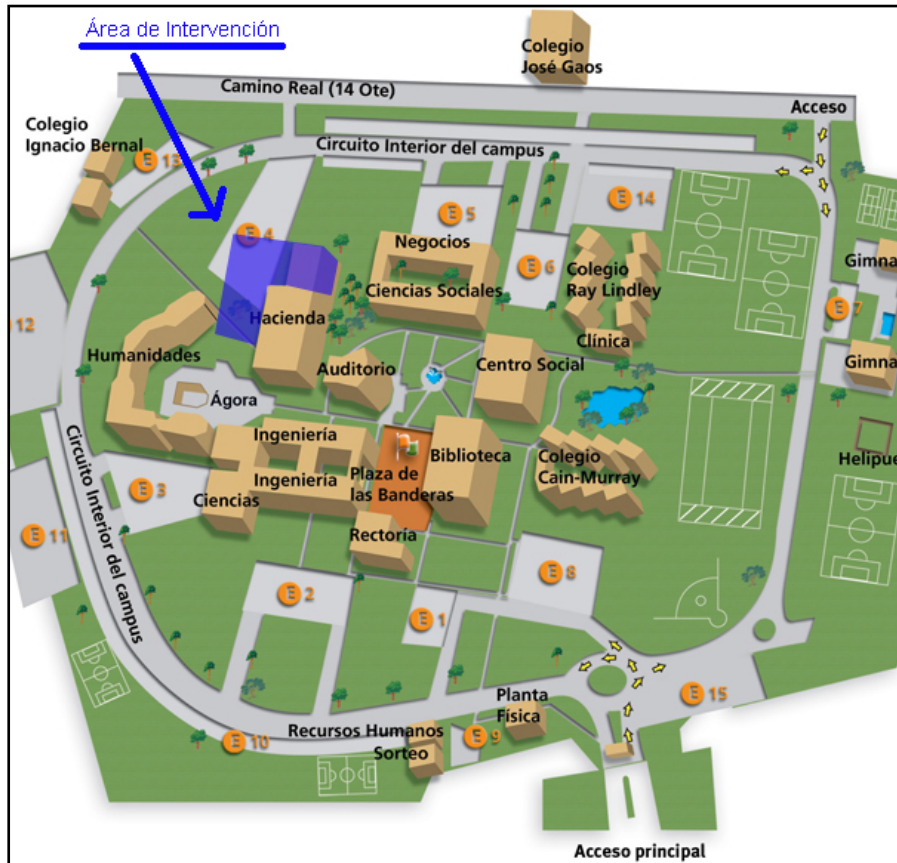 Área de Intervención
Colegio
José Gaos
Camino Real (14 Ote)
Acceso
Colegio
Ignacio Bernal
E 13
Circuito Interior del campus
E 14
E 5
E 4
Negocios
E 6
Colegio
Ray Lindley
Ciencias Sociales
Gimna
E 7
Hacienda
12
Humanidades
Clínica
Auditorio
Centro Social
Gimna
Ágora
Ingeniería
Biblioteca
Colegio
Cain-Murray
Helipue
Ingeniería
Plaza de
las Banderas
E 3
Ciencias
Circuito Interior del campus
E 11
Rectoría
E 8
E 2
E 1
E 15
Planta
Física
Recursos Humanos
Sorteo
E 10
E 9
Acceso principal